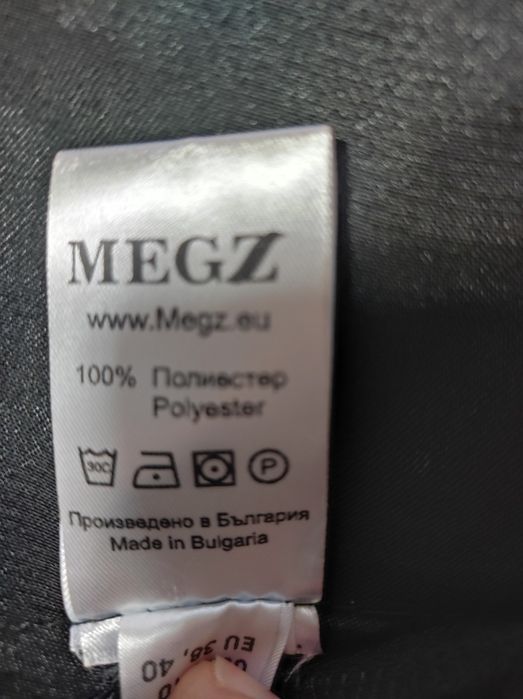 MEGZ
www.Megz.eu
100% Полиестер
Polyester
30C
P
Произведено в България
Made in Bulgaria
EU 38, 40